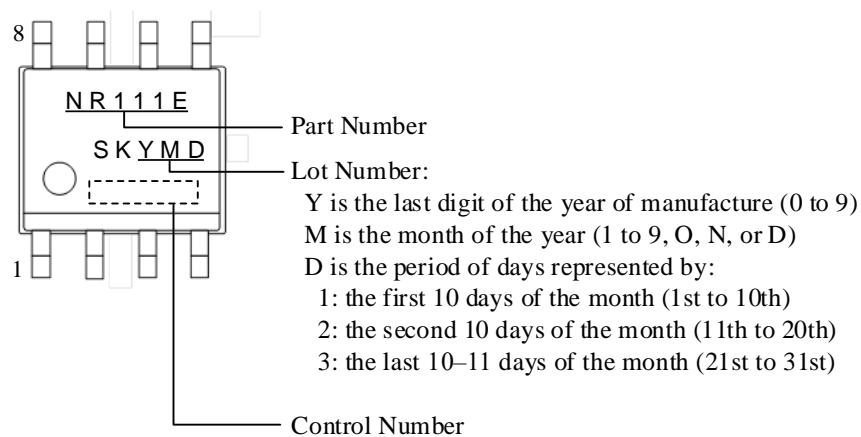 8
NR111E
SKYMD
1
Part Number
Lot Number:
Y is the last digit of the year of manufacture (0 to 9)
M is the month of the year (1 to 9, O, N, or D)
D is the period of days represented by:
1: the first 10 days of the month (1st to 10th)
2: the second 10 days of the month (11th to 20th)
3: the last 10–11 days of the month (21st to 31st)
Control Number